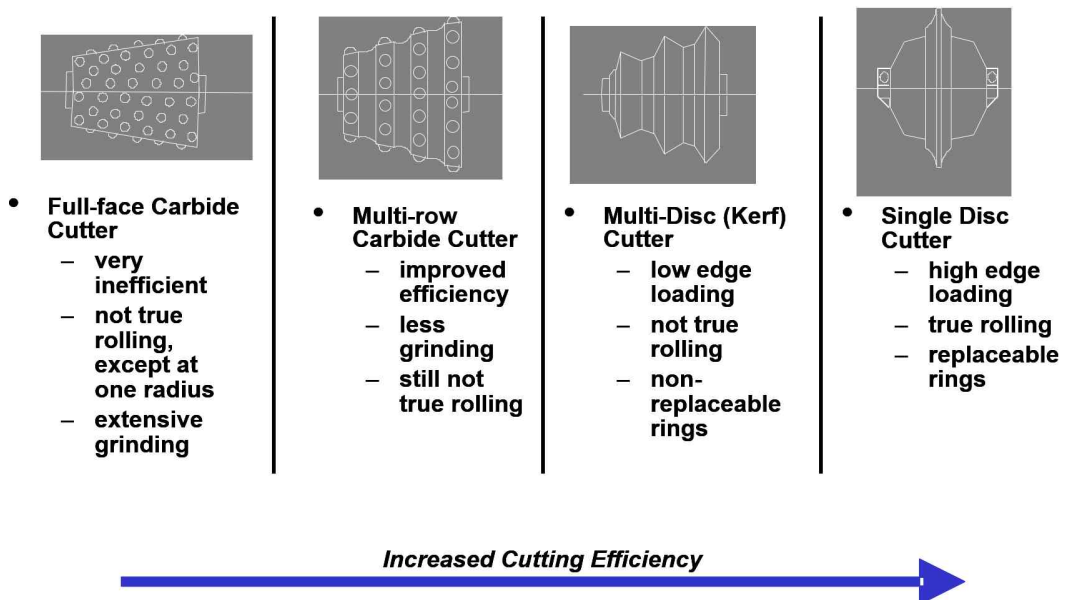 • Full-face Carbide
Cutter
– very
inefficient
– not true
rolling,
except at
one radius
– extensive
grinding
• Multi-row
Carbide Cutter
– improved
efficiency
– less
grinding
– still not
true rolling
• Multi-Disc (Kerf)
Cutter
– low edge
loading
– not true
rolling
– non-
replaceable
rings
• Single Disc
Cutter
– high edge
loading
– true rolling
– replaceable
rings
Increased Cutting Efficiency